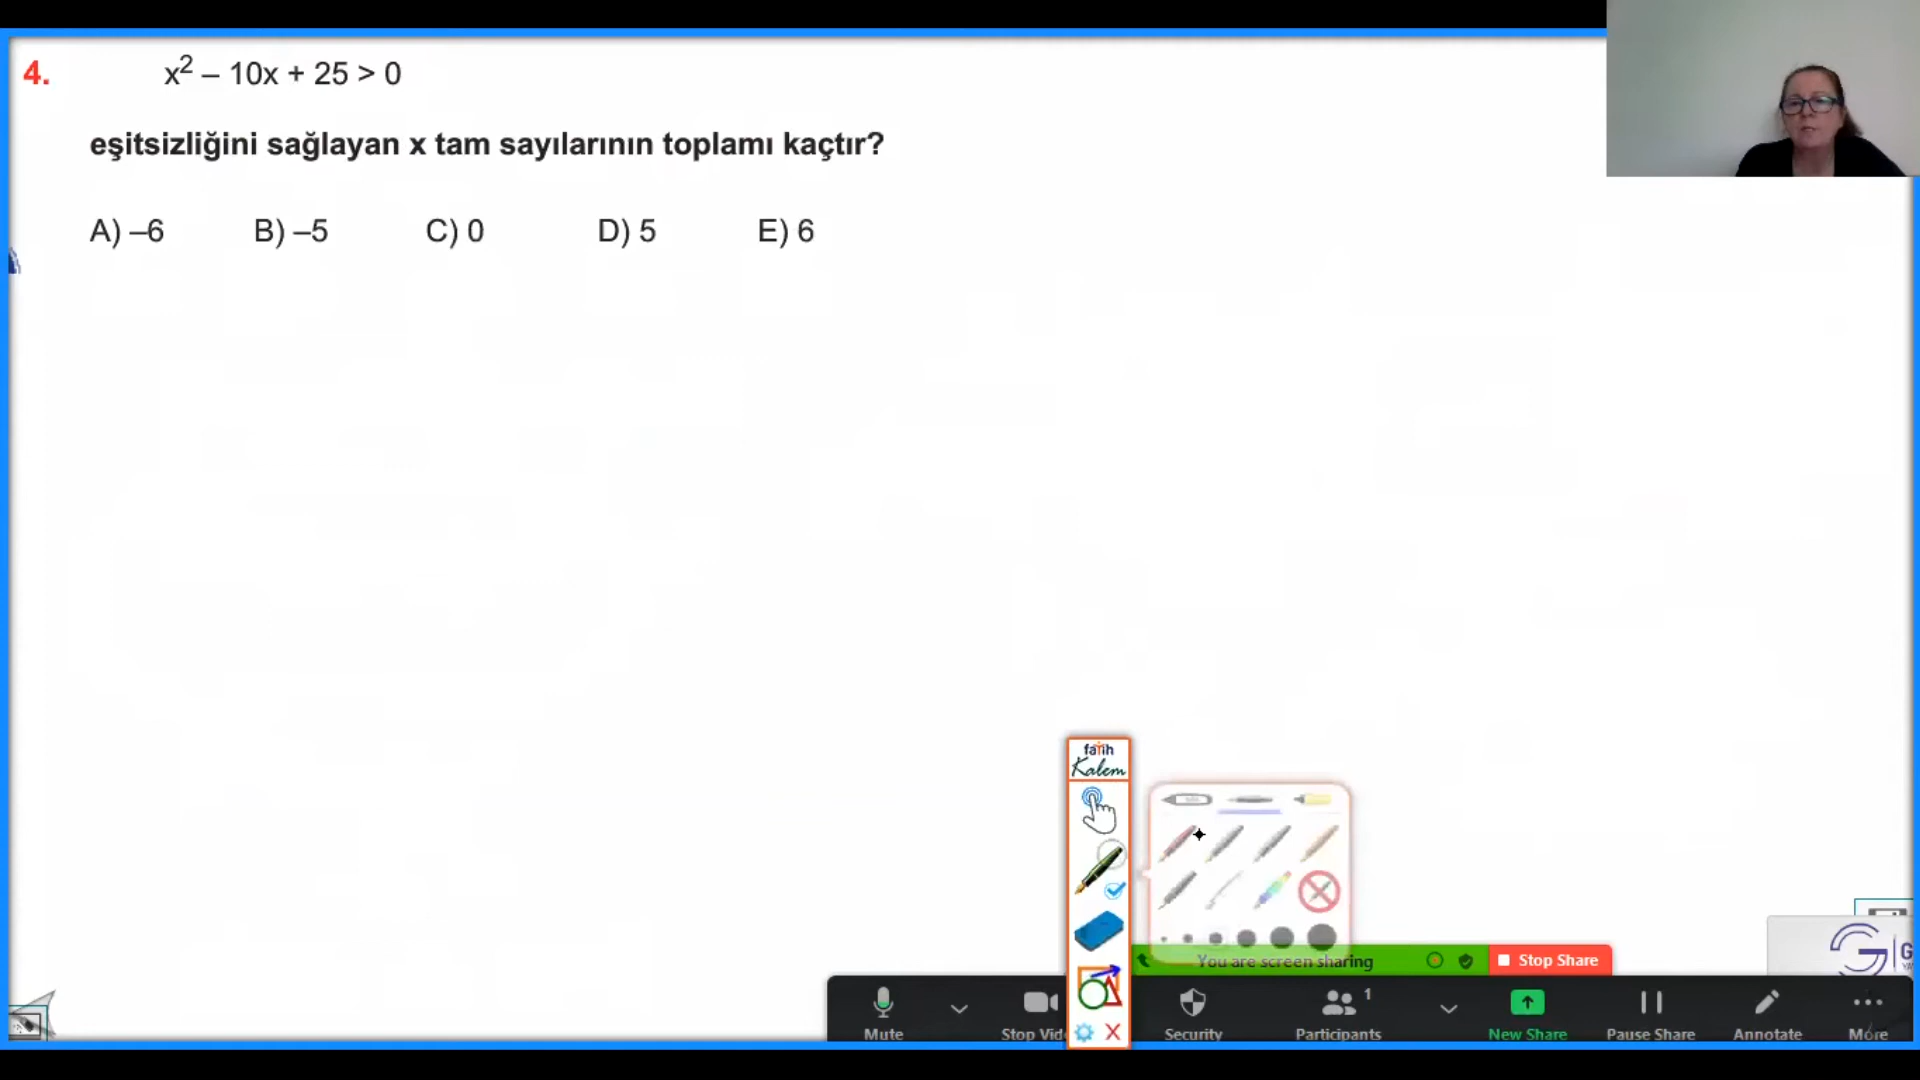 4. x² – 10x + 25 > 0
eşitsizliğini sağlayan x tam sayılarının toplamı kaçtır?
A) –6 B) –5 C) 0 D) 5 E) 6
fatih
Kalem
You are screen sharing
Stop Share
Mute
Stop Vid
Security
Participants 1
New Share
Pause Share
Annotate
More